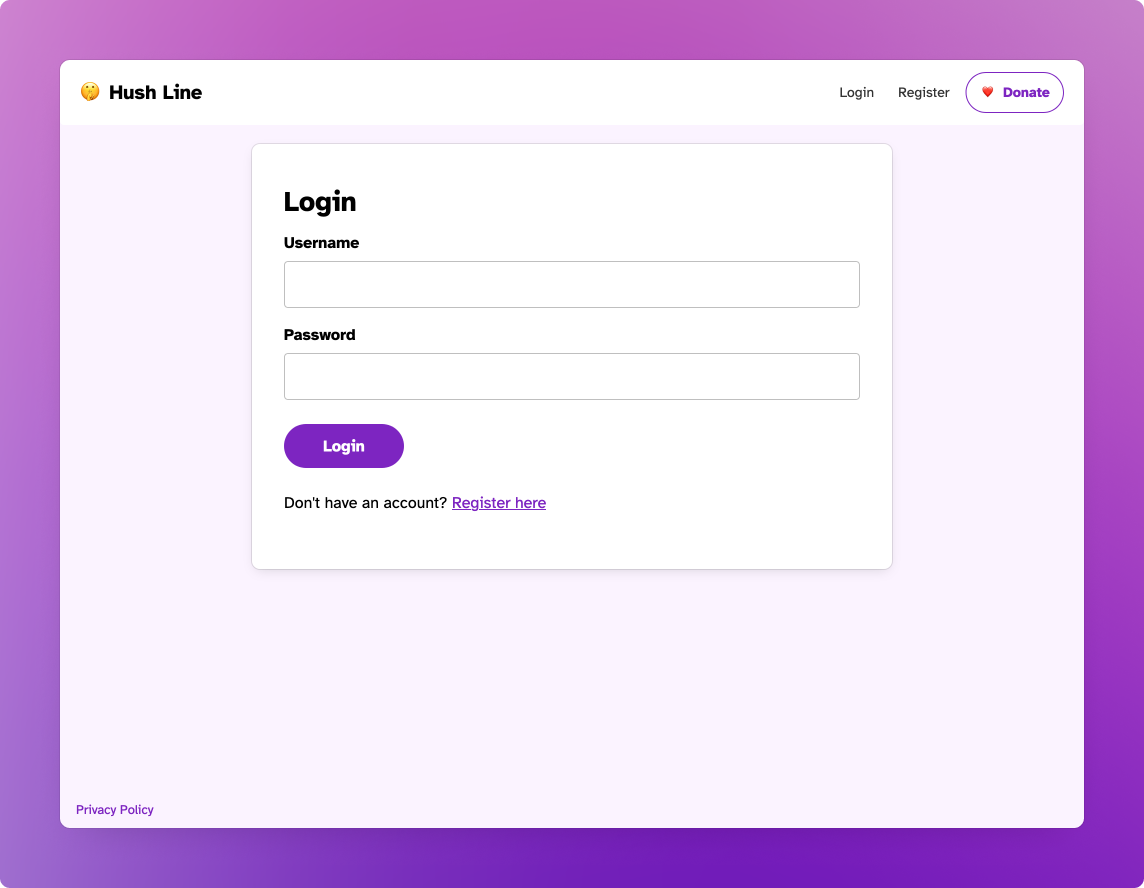 Hush Line
Login
Register
Donate
Login
Username
Password
Login
Don't have an account? Register here
Privacy Policy